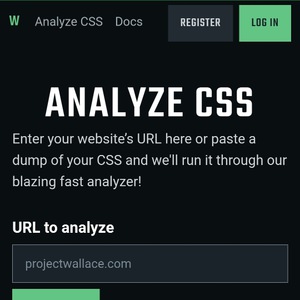 W Analyze CSS Docs REGISTER LOG IN
ANALYZE CSS
Enter your website's URL here or paste a
dump of your CSS and we'll run it through our
blazing fast analyzer!
URL to analyze
projectwallace.com